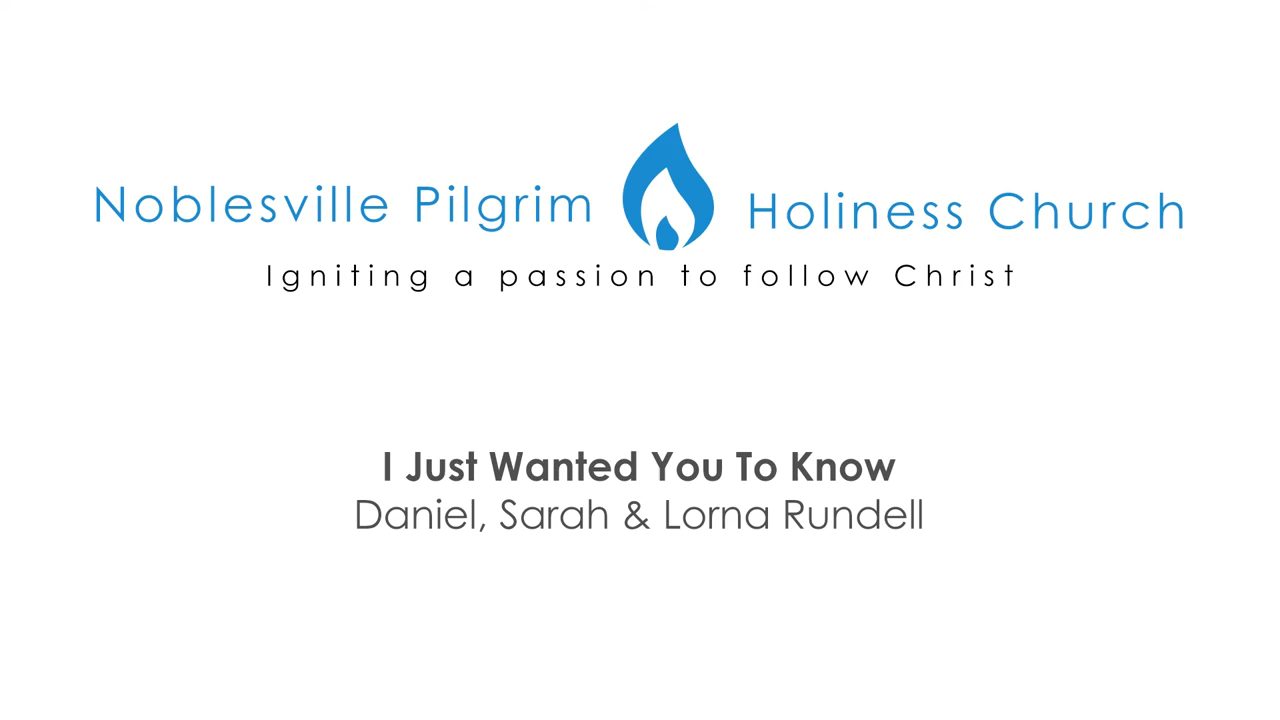 Noblesville Pilgrim Holiness Church
Igniting a passion to follow Christ
I Just Wanted You To Know
Daniel, Sarah & Lorna Rundell